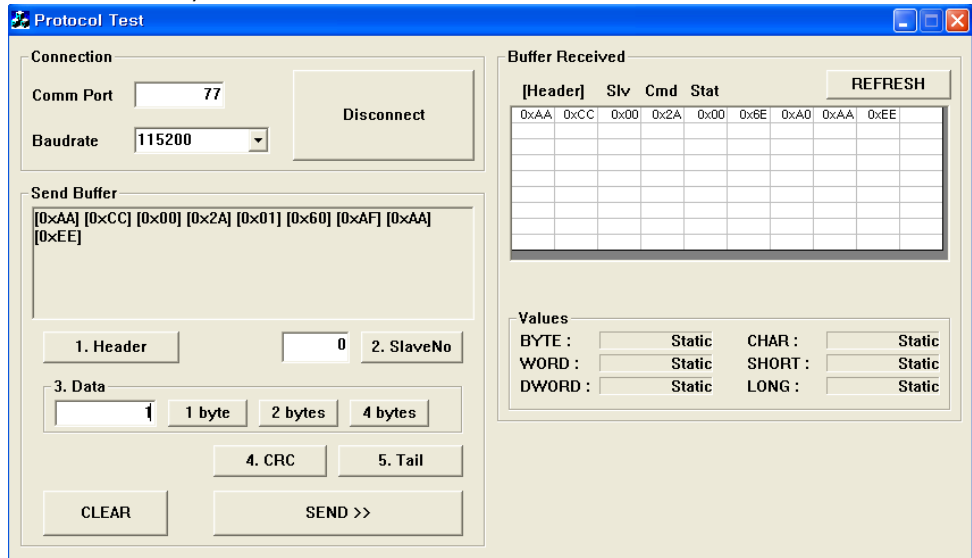 Protocol Test
Connection
Comm Port 77
Disconnect
Baudrate 115200
Send Buffer
[0xAA] [0xCC] [0x00] [0x2A] [0x01] [0x60] [0xAF] [0xAA]
[0xEE]
1. Header 0 2. SlaveNo
3. Data
1 1 byte 2 bytes 4 bytes
4. CRC 5. Tail
CLEAR SEND >>
Buffer Received
REFRESH
[Header] Slv Cmd Stat
0xAA 0xCC 0x00 0x2A 0x00 0x6E 0xA0 0xAA 0xEE
Values
BYTE : Static CHAR : Static
WORD : Static SHORT : Static
DWORD : Static LONG : Static